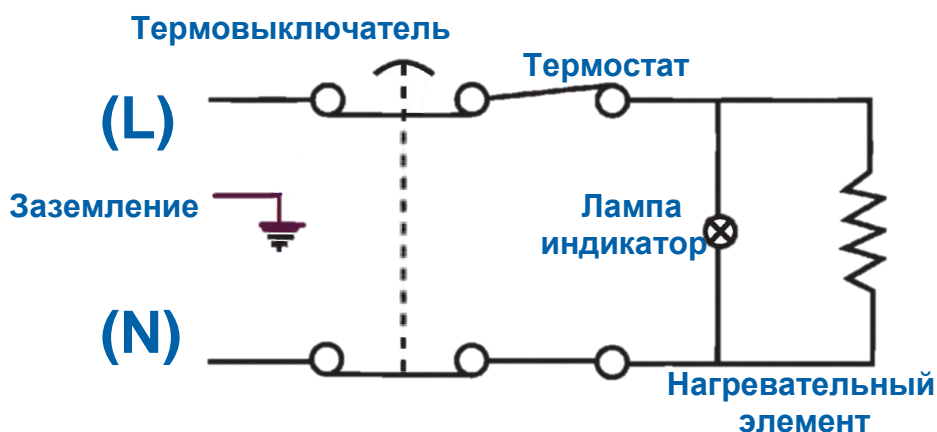 Термовыключатель
Термостат
(L)
Заземление
Лампа
индикатор
(N)
Нагревательный
элемент